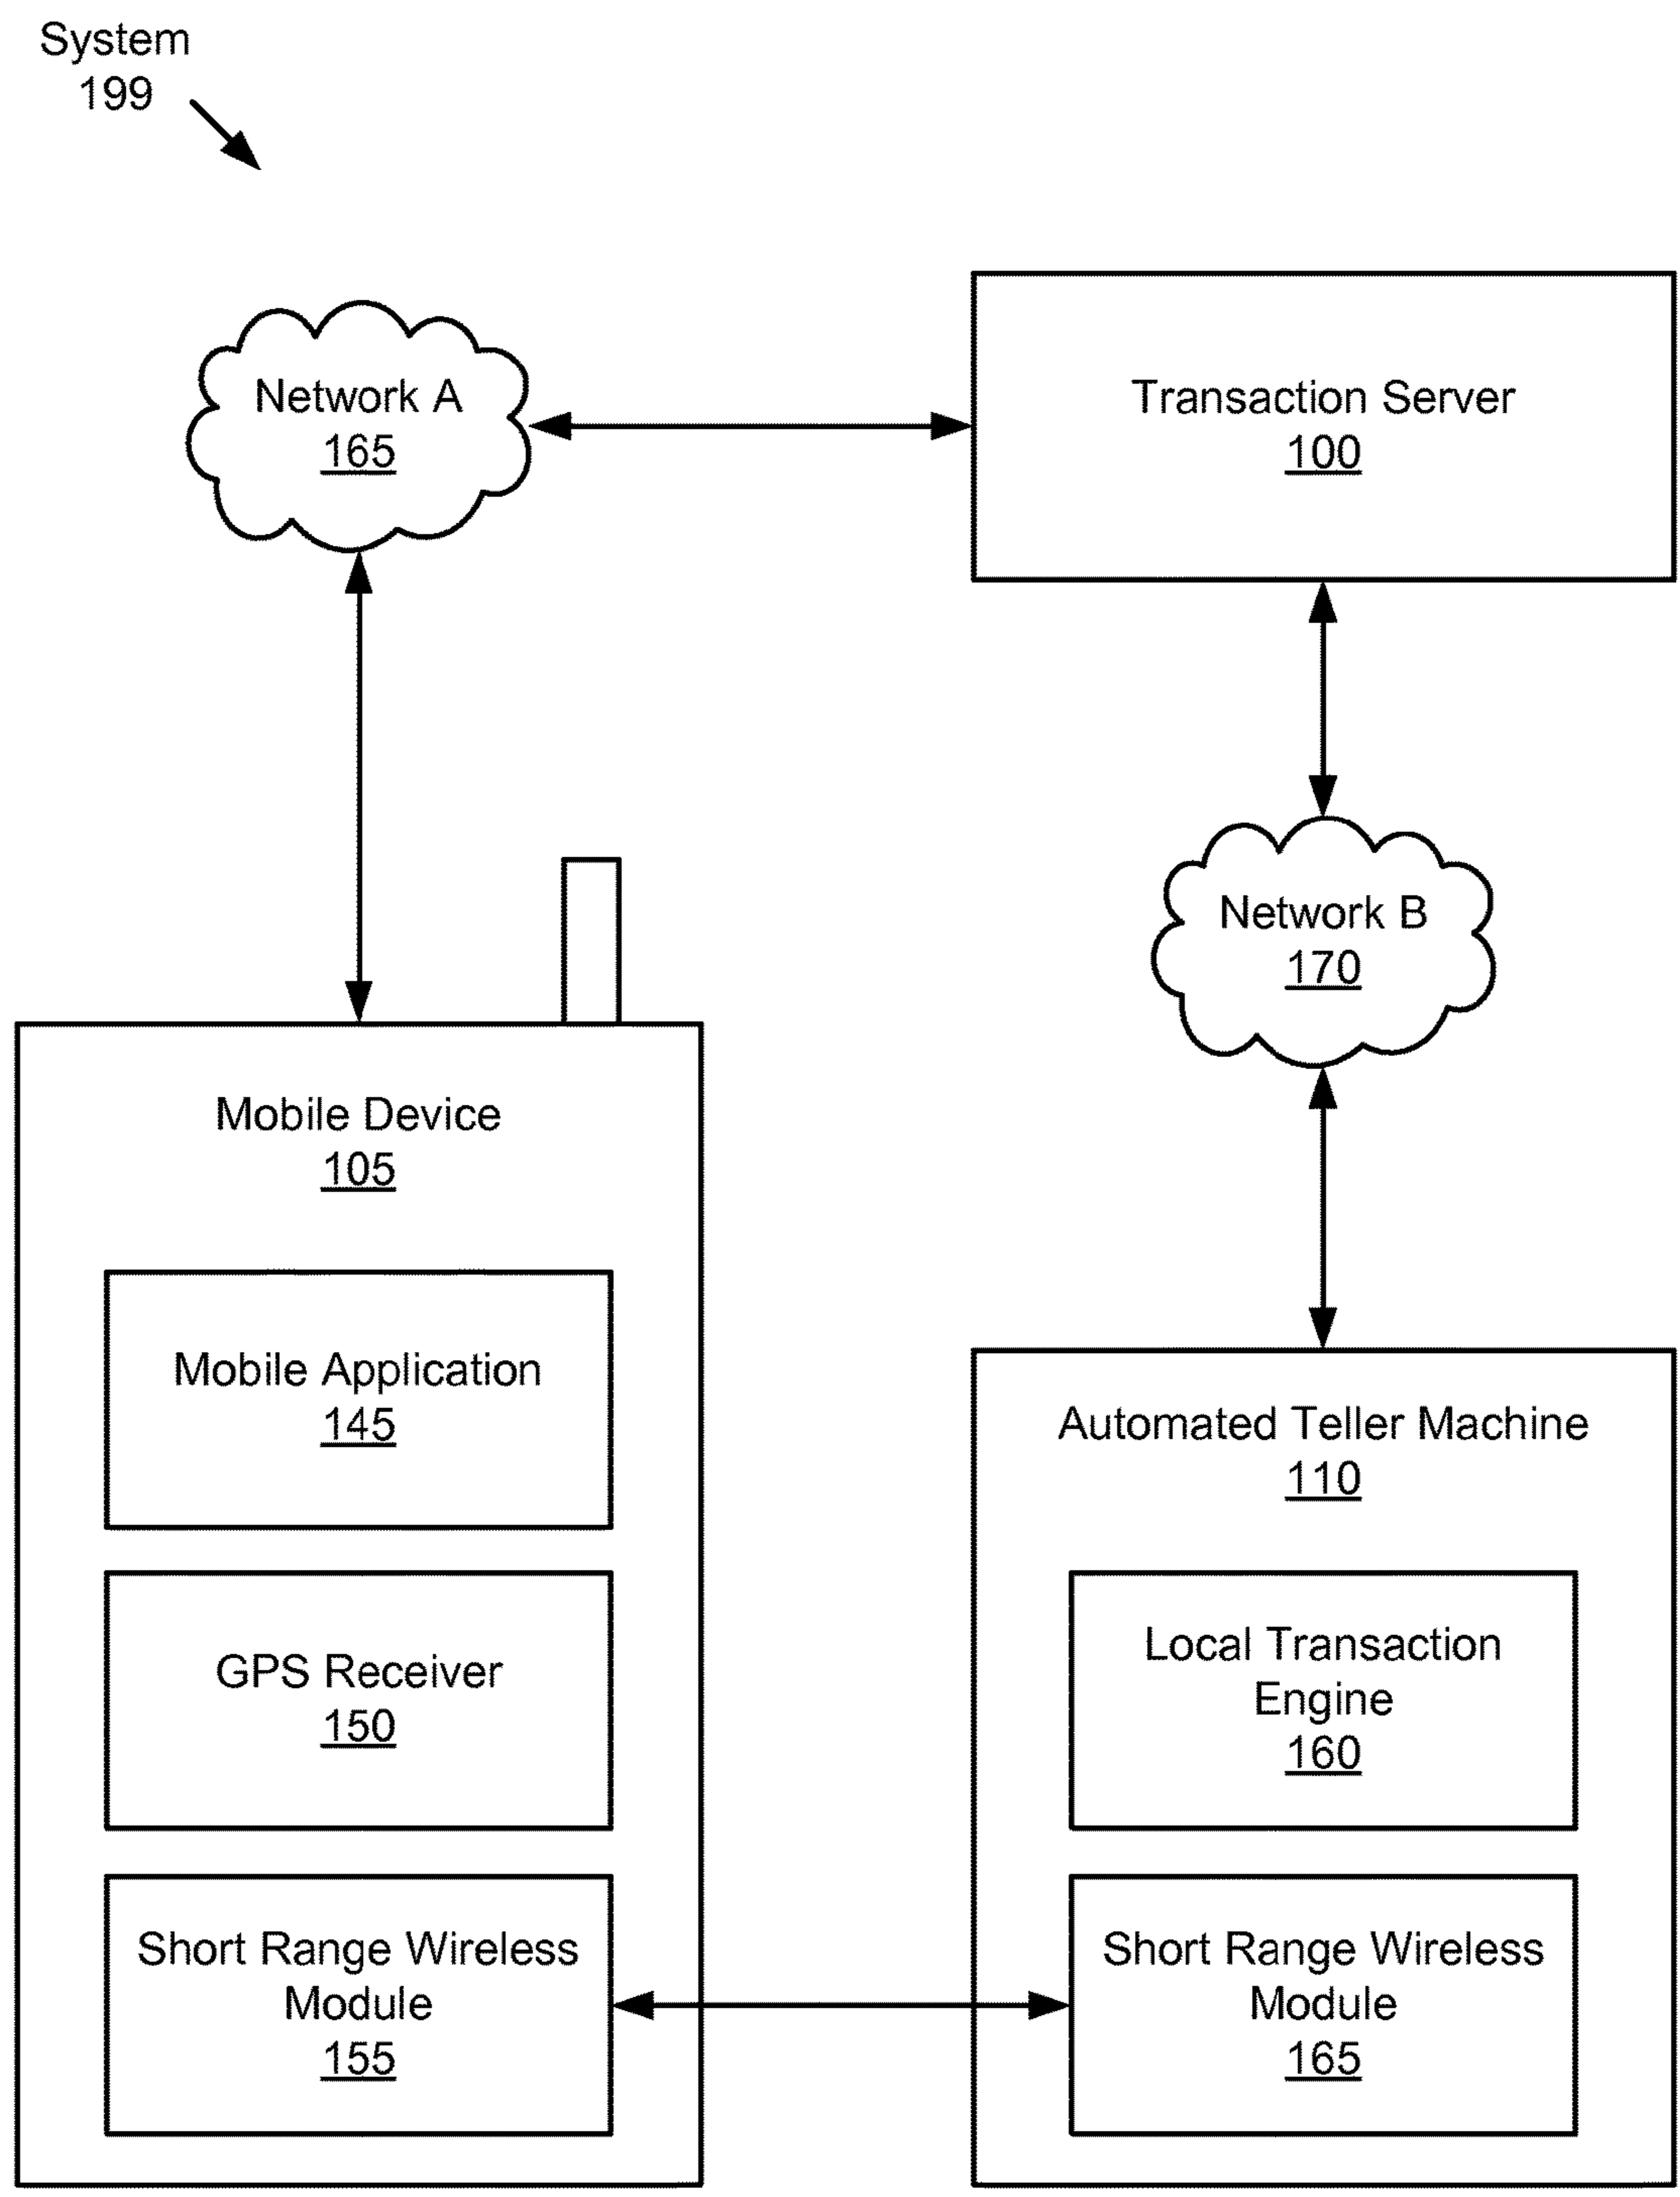 System
199
Network A
165
Transaction Server
100
Network B
170
Mobile Device
105
Mobile Application
145
GPS Receiver
150
Short Range Wireless
Module
155
Automated Teller Machine
110
Local Transaction
Engine
160
Short Range Wireless
Module
165